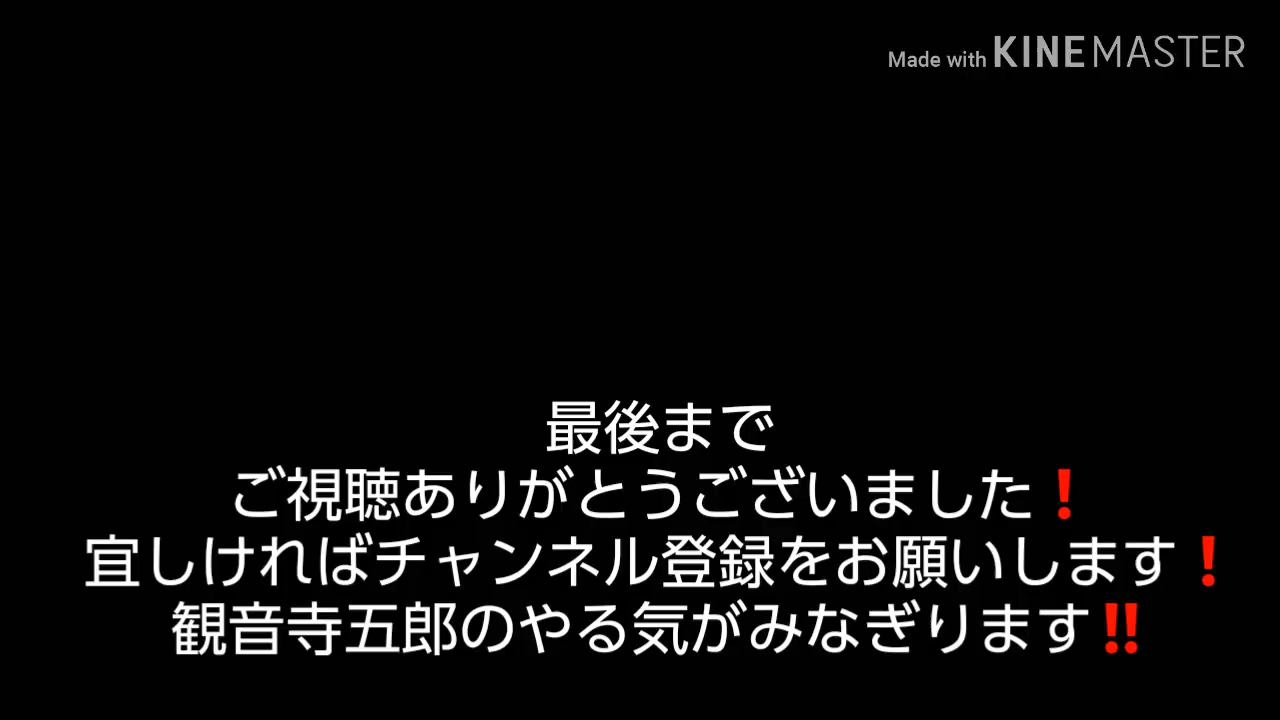 Made with KINEMASTER
最後まで
ご視聴ありがとうございました❗
宜しければチャンネル登録をお願いします❗
観音寺五郎のやる気がみなぎります‼